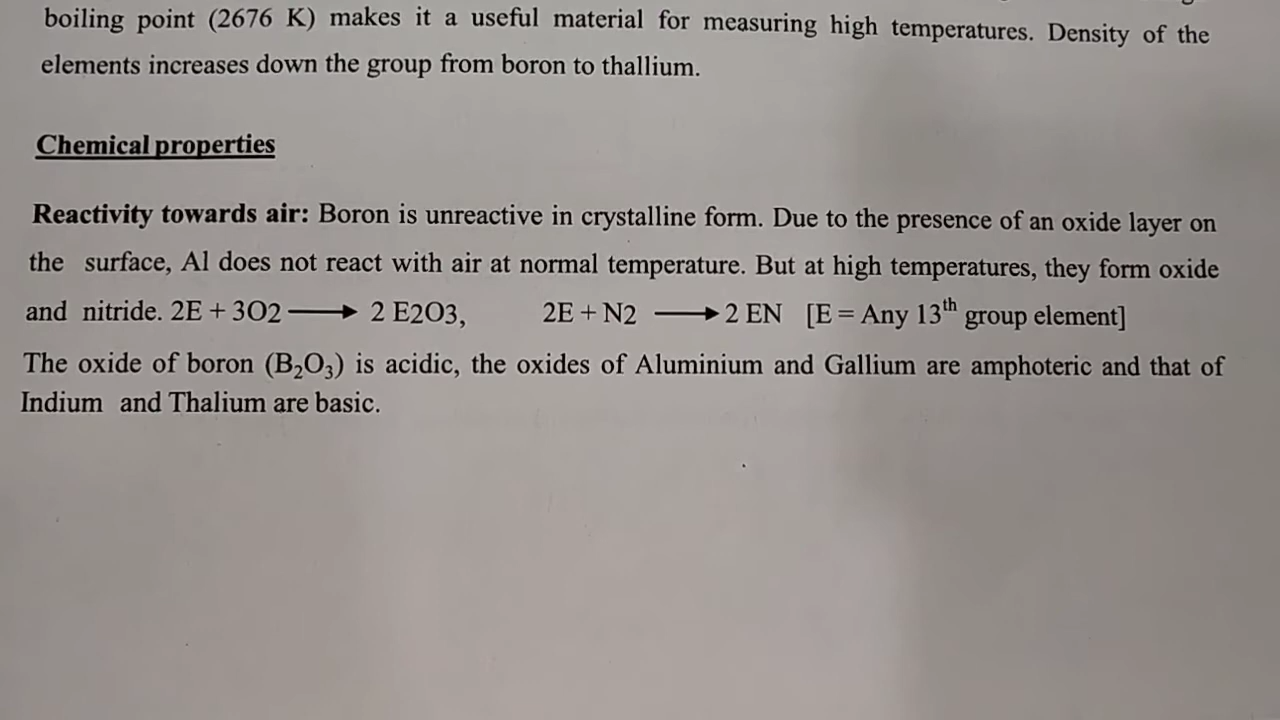 boiling point (2676 K) makes it a useful material for measuring high temperatures. Density of the
elements increases down the group from boron to thallium.
Chemical properties
Reactivity towards air: Boron is unreactive in crystalline form. Due to the presence of an oxide layer on
the surface, Al does not react with air at normal temperature. But at high temperatures, they form oxide
and nitride. 2E + 3O2 ⟶ 2 E2O3, 2E + N2 ⟶ 2 EN [E = Any 13th group element]
The oxide of boron (B₂O₃) is acidic, the oxides of Aluminium and Gallium are amphoteric and that of
Indium and Thalium are basic.